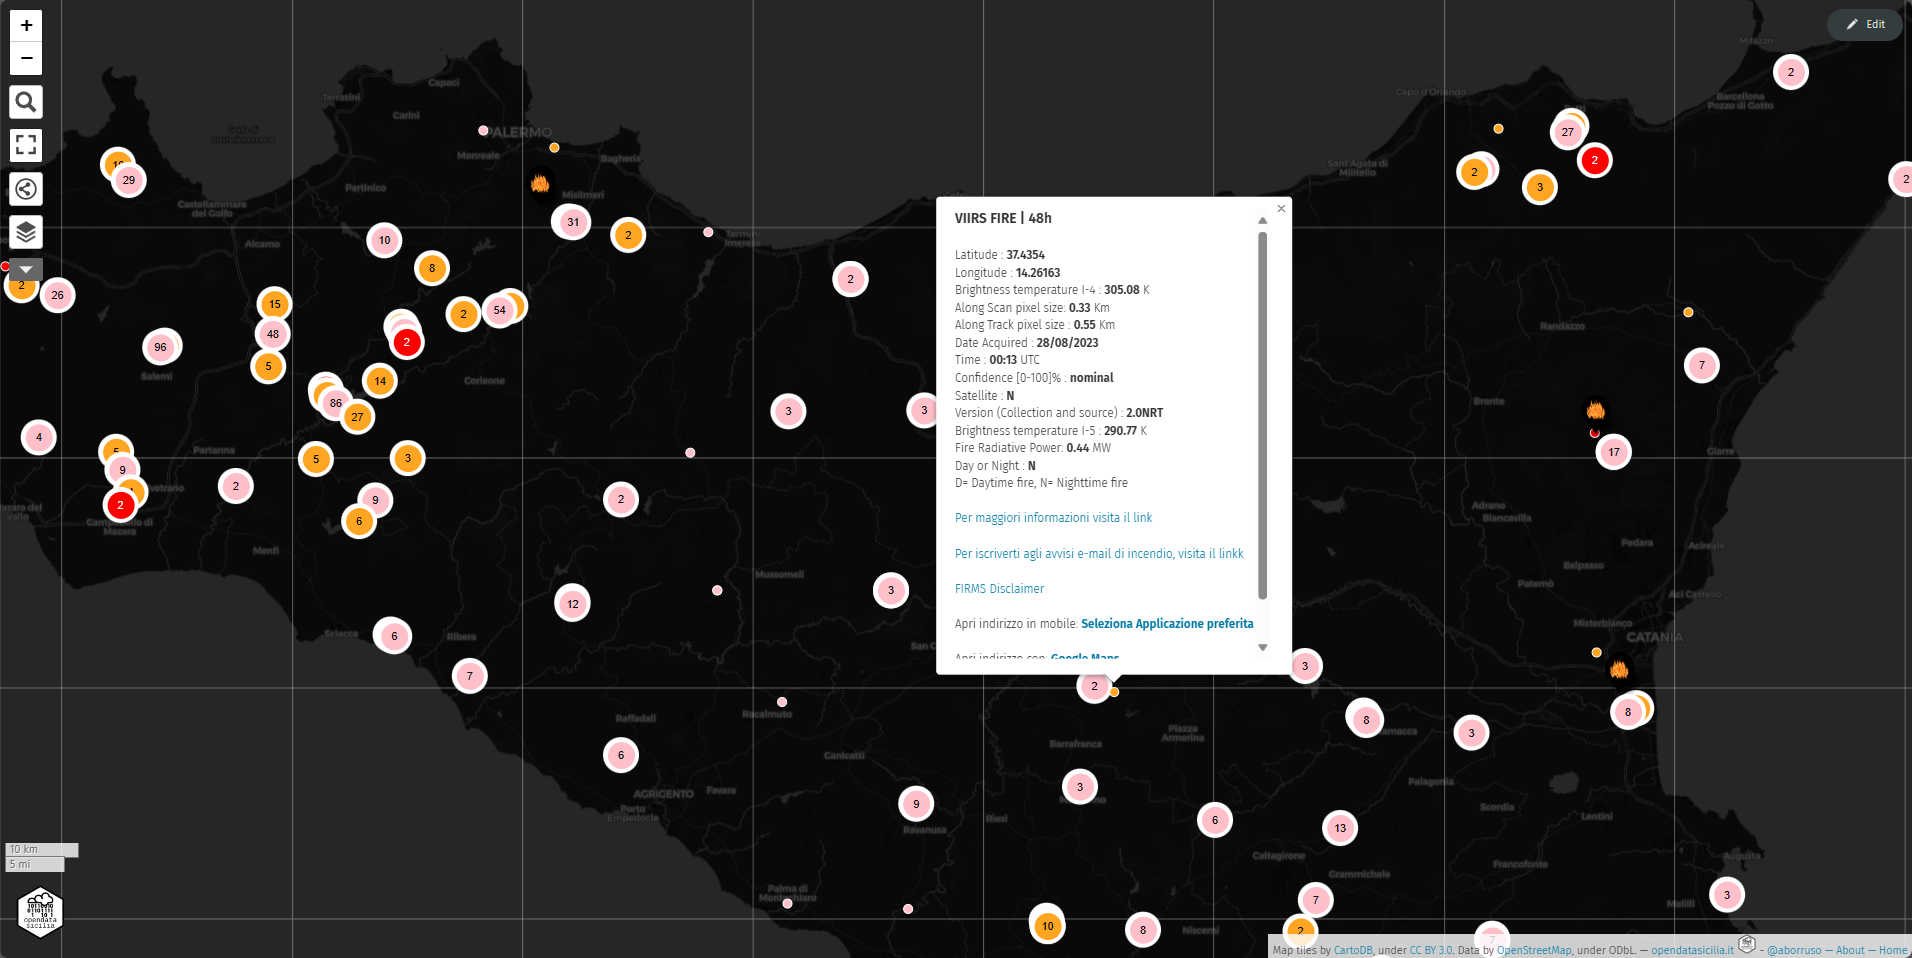 +
−
Edit
Milazzo
Capaci
Terrasini
Carini
PALERMO
Monreale
Bagheria
Misilmeri
Partinico
Castellammare
del Golfo
Alcamo
Termini
Imerese
Capo d'Orlando
Barcellona
Pozzo di Gotto
Sant'Agata di
Militello
2
27
2
2
3
2
29
31
2
10
8
2
26
15
2
54
48
96
2
5
14
86
27
2
3
3
7
17
4
5
3
9
2
2
9
6
2
12
3
6
7
6
3
2
8
3
8
9
3
6
13
7
3
10
8
2
7
VIIRS FIRE | 48h
×
Latitude : 37.4354
Longitude : 14.26163
Brightness temperature I-4 : 305.08 K
Along Scan pixel size: 0.33 Km
Along Track pixel size : 0.55 Km
Date Acquired : 28/08/2023
Time : 00:13 UTC
Confidence [0-100]% : nominal
Satellite : N
Version (Collection and source) : 2.0NRT
Brightness temperature I-5 : 290.77 K
Fire Radiative Power: 0.44 MW
Day or Night : N
D= Daytime fire, N= Nighttime fire
Per maggiori informazioni visita il link
Per iscriverti agli avvisi e-mail di incendio, visita il linkk
FIRMS Disclaimer
Apri indirizzo in mobile: Seleziona Applicazione preferita
Apri indirizzo con: Google Maps
Salemi
Corleone
Partanna
Menfi
Sciacca
Ribera
Mussomeli
Racalmuto
Raffadali
Canicattì
AGRIGENTO
Favara
Porto
Empedocle
Ravanusa
Riesi
Barrafranca
Piazza
Armerina
Palma di
Montechiaro
Niscemi
Caltagirone
Grammichele
Palagonia
Scordia
Lentini
Francofonte
Augusta
Melilli
Randazzo
Bronte
Giarre
Adrano
Biancavilla
Pedara
Acireale
Belpasso
Paternò
Aci Castello
Misterbianco
CATANIA
10 km
5 mi
opendata
sicilia
Map tiles by CartoDB, under CC BY 3.0. Data by OpenStreetMap, under ODbL. — opendatasicilia.it - @aborruso — About — Home